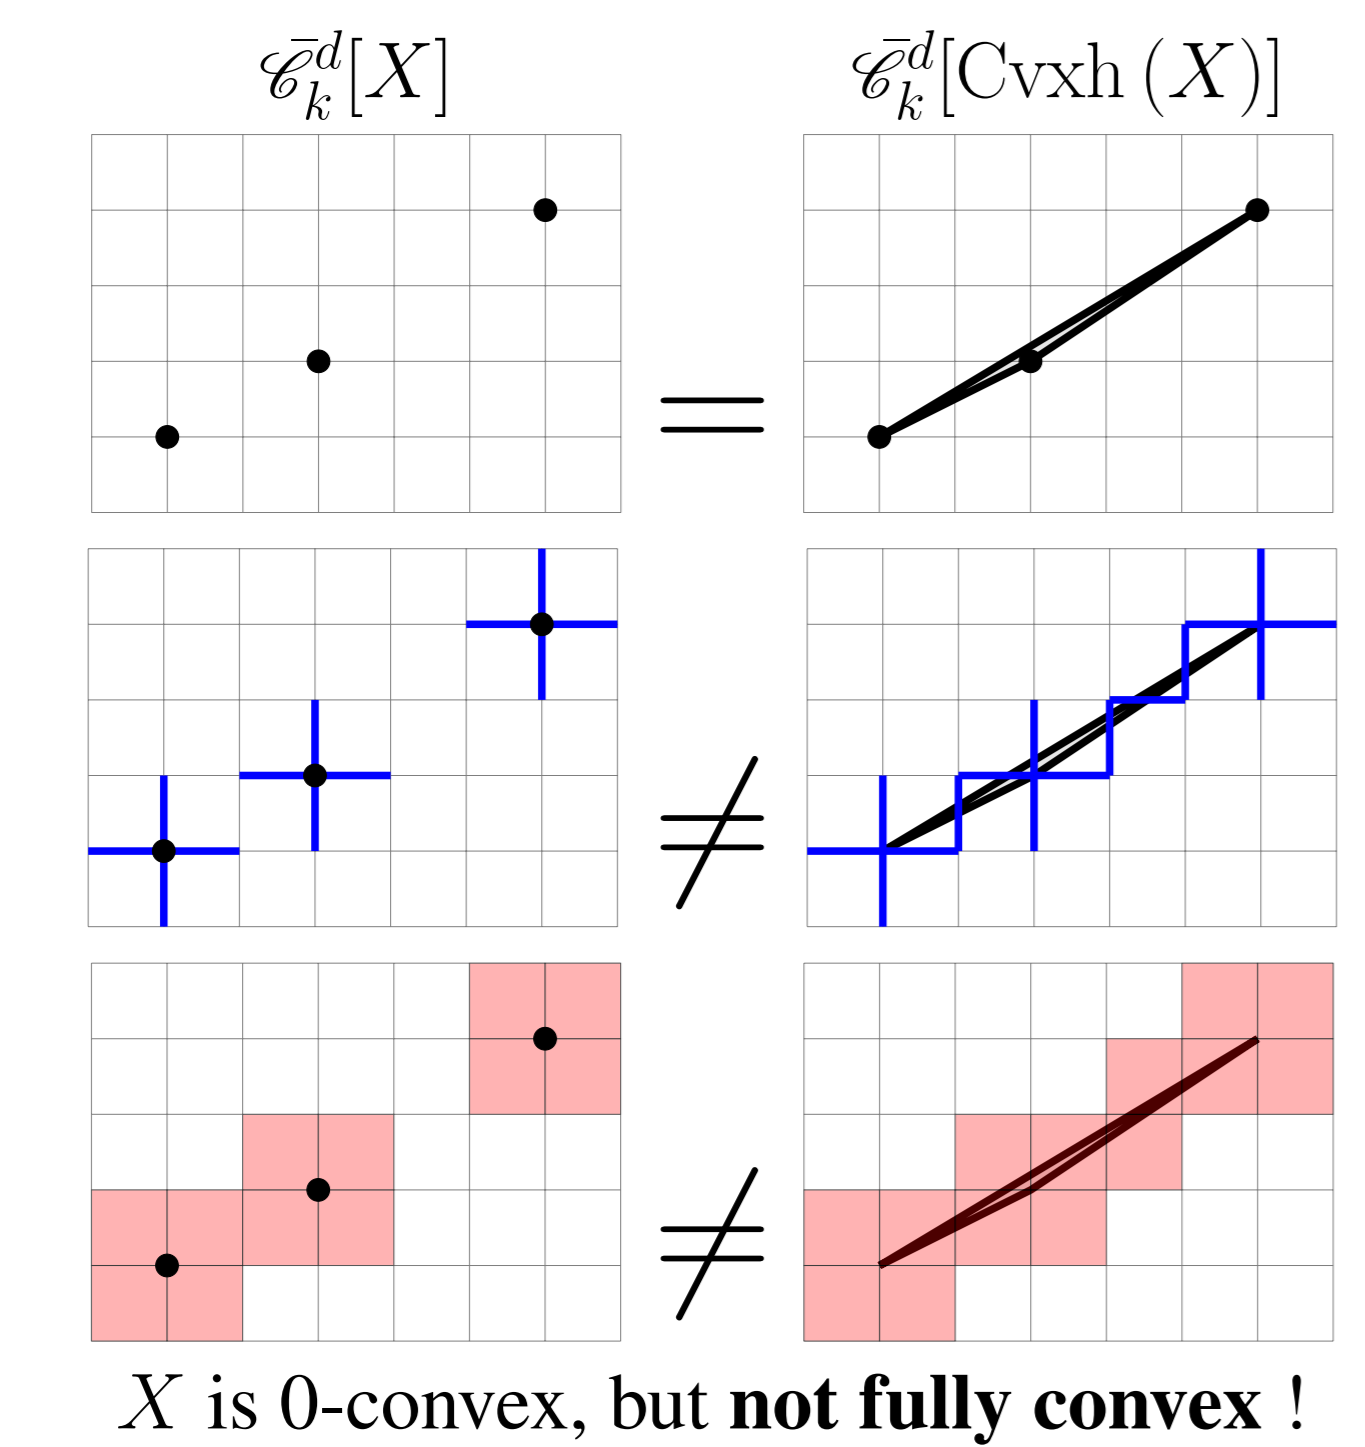 $\bar{\mathscr{C}}_k^d[X]$ $\bar{\mathscr{C}}_k^d[\mathrm{Cvxh}\,(X)]$
=
≠
≠
X is 0-convex, but not fully convex !